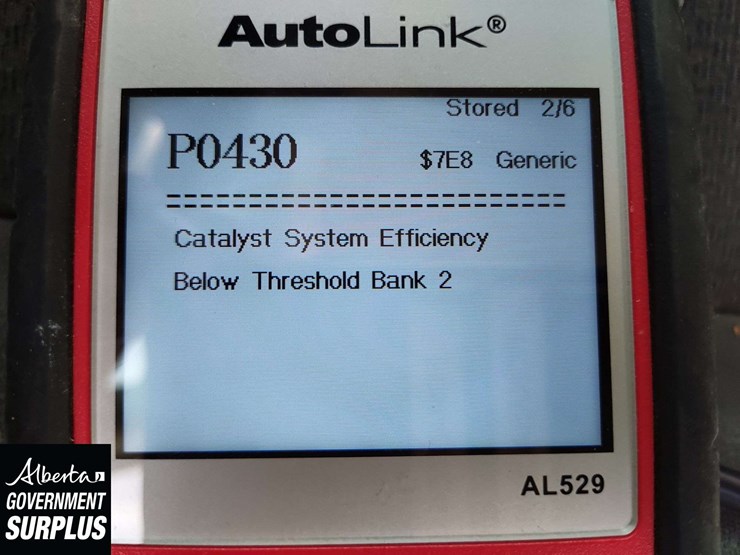 AutoLink®
Stored 2/6
P0430 $7E8 Generic
==========================
Catalyst System Efficiency
Below Threshold Bank 2
AL529
Alberta
GOVERNMENT
SURPLUS